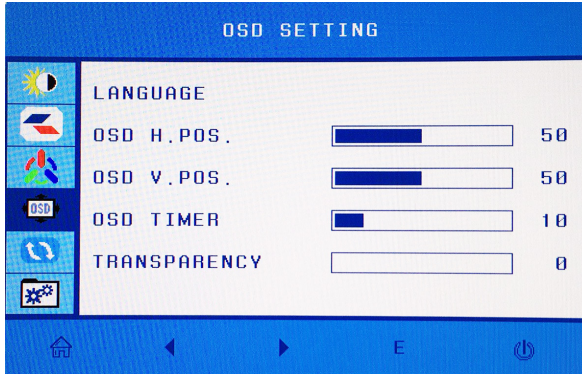 OSD SETTING
LANGUAGE
OSD H.POS. 50
OSD V.POS. 50
OSD
OSD TIMER 10
TRANSPARENCY 0
E